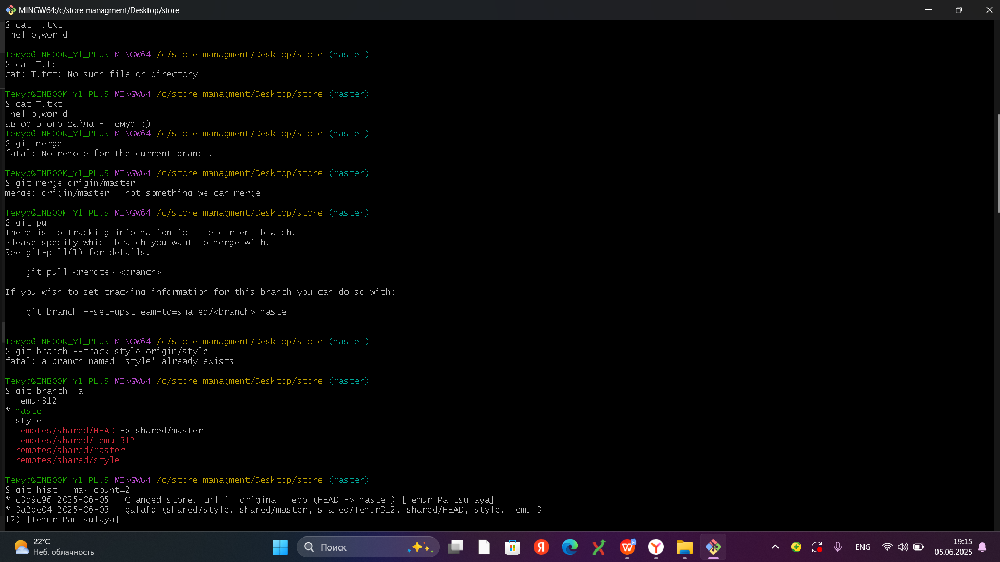 MINGW64:/c/store managment/Desktop/store
$ cat T.txt
hello,world
Темур@INBOOK_Y1_PLUS MINGW64 /c/store managment/Desktop/store (master)
$ cat T.tct
cat: T.tct: No such file or directory
Темур@INBOOK_Y1_PLUS MINGW64 /c/store managment/Desktop/store (master)
$ cat T.txt
hello,world
автор этого файла - Темур :)
Темур@INBOOK_Y1_PLUS MINGW64 /c/store managment/Desktop/store (master)
$ git merge
fatal: No remote for the current branch.
Темур@INBOOK_Y1_PLUS MINGW64 /c/store managment/Desktop/store (master)
$ git merge origin/master
merge: origin/master - not something we can merge
Темур@INBOOK_Y1_PLUS MINGW64 /c/store managment/Desktop/store (master)
$ git pull
There is no tracking information for the current branch.
Please specify which branch you want to merge with.
See git-pull(1) for details.
git pull <remote> <branch>
If you wish to set tracking information for this branch you can do so with:
git branch --set-upstream-to=shared/<branch> master
Темур@INBOOK_Y1_PLUS MINGW64 /c/store managment/Desktop/store (master)
$ git branch --track style origin/style
fatal: a branch named 'style' already exists
Темур@INBOOK_Y1_PLUS MINGW64 /c/store managment/Desktop/store (master)
$ git branch -a
Temur312
* master
style
remotes/shared/HEAD -> shared/master
remotes/shared/Temur312
remotes/shared/master
remotes/shared/style
Темур@INBOOK_Y1_PLUS MINGW64 /c/store managment/Desktop/store (master)
$ git hist --max-count=2
* c3d9c96 2025-06-05 | Changed store.html in original repo (HEAD -> master) [Temur Pantsulaya]
* 3a2be04 2025-06-03 | gafafq (shared/style, shared/master, shared/Temur312, shared/HEAD, style, Temur3
12) [Temur Pantsulaya]
22°C
Неб. облачность
Поиск
ENG
19:15
05.06.2025